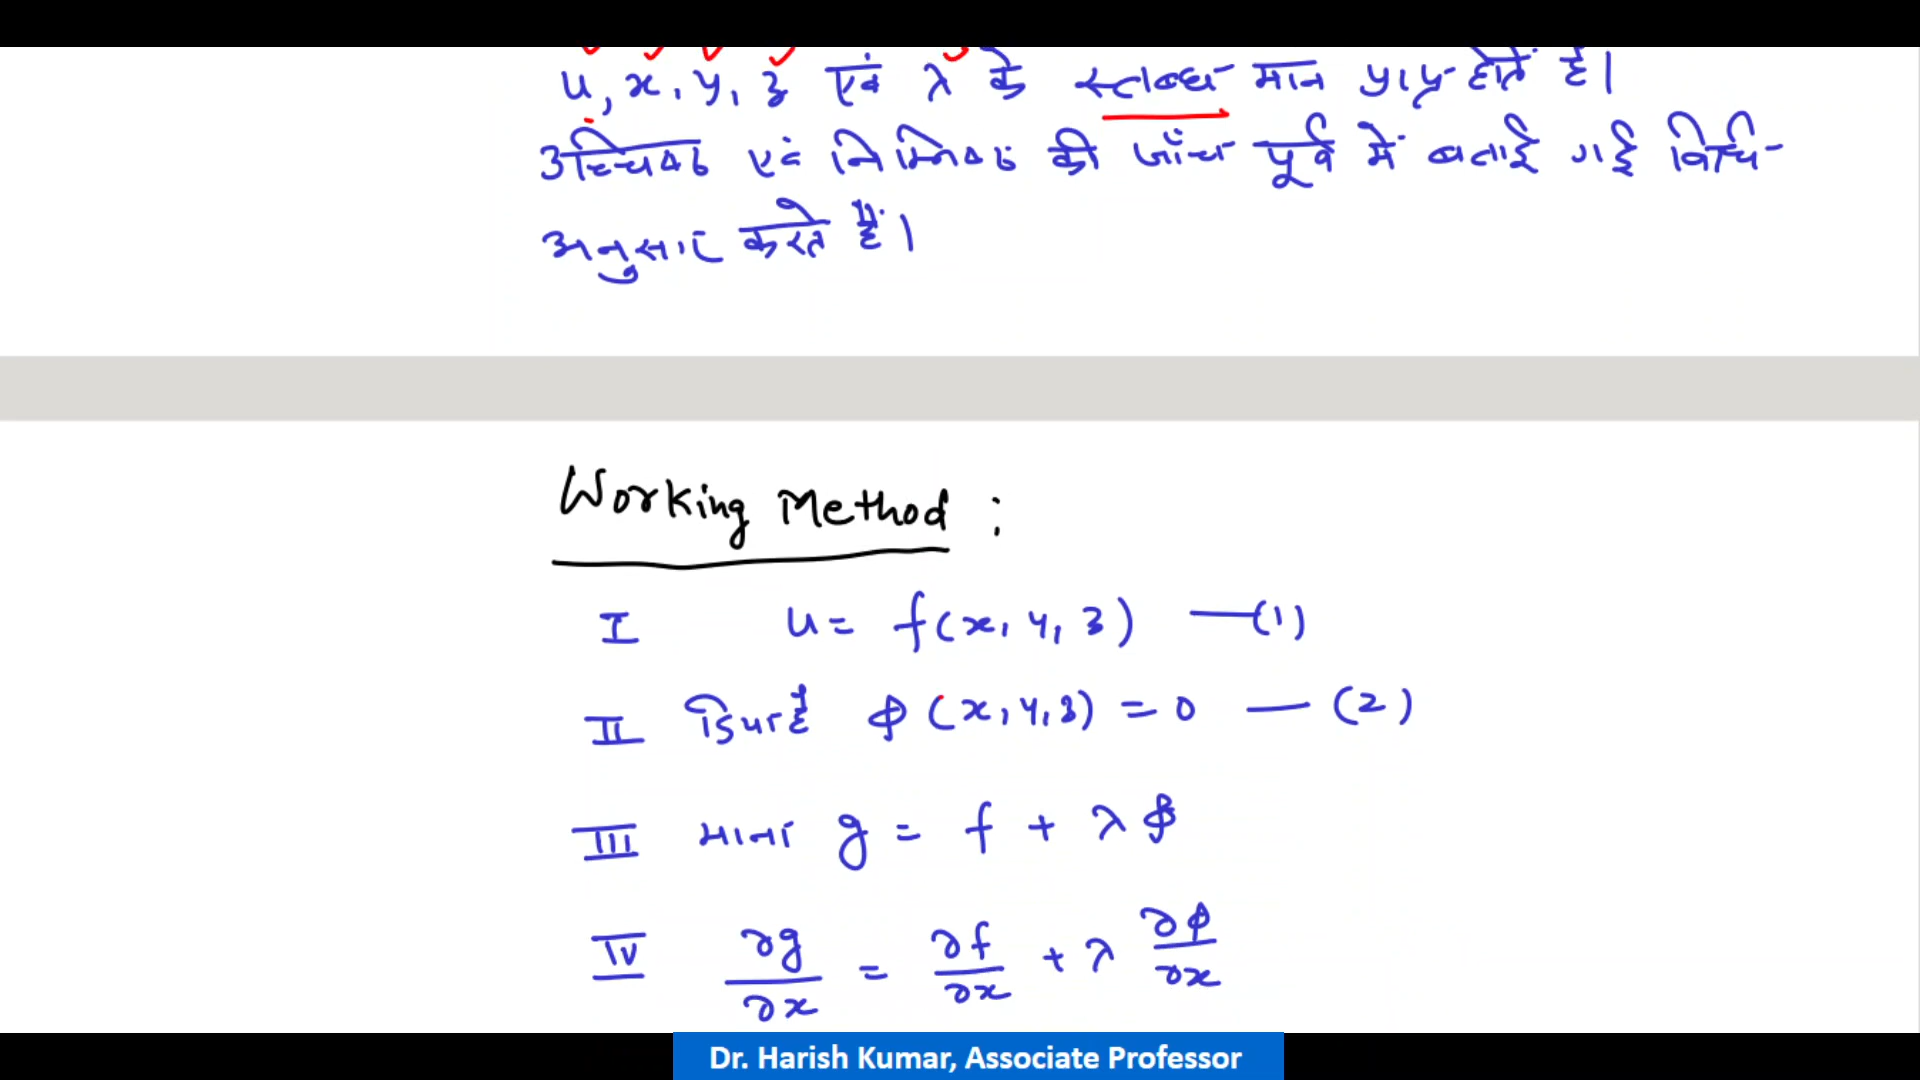 u, x, y, z एवं λ के स्तब्ध मान प्राप्त होते हैं।
उच्चिष्ठ एवं निम्निष्ठ की जाँच पूर्व में बताई गई विधि
अनुसार करते हैं।
Working Method :
I u = f(x, y, z) —(1)
II दिया है ϕ(x, y, z) = 0 — (2)
III माना g = f + λϕ
IV ∂g/∂x = ∂f/∂x + λ ∂ϕ/∂x
Dr. Harish Kumar, Associate Professor